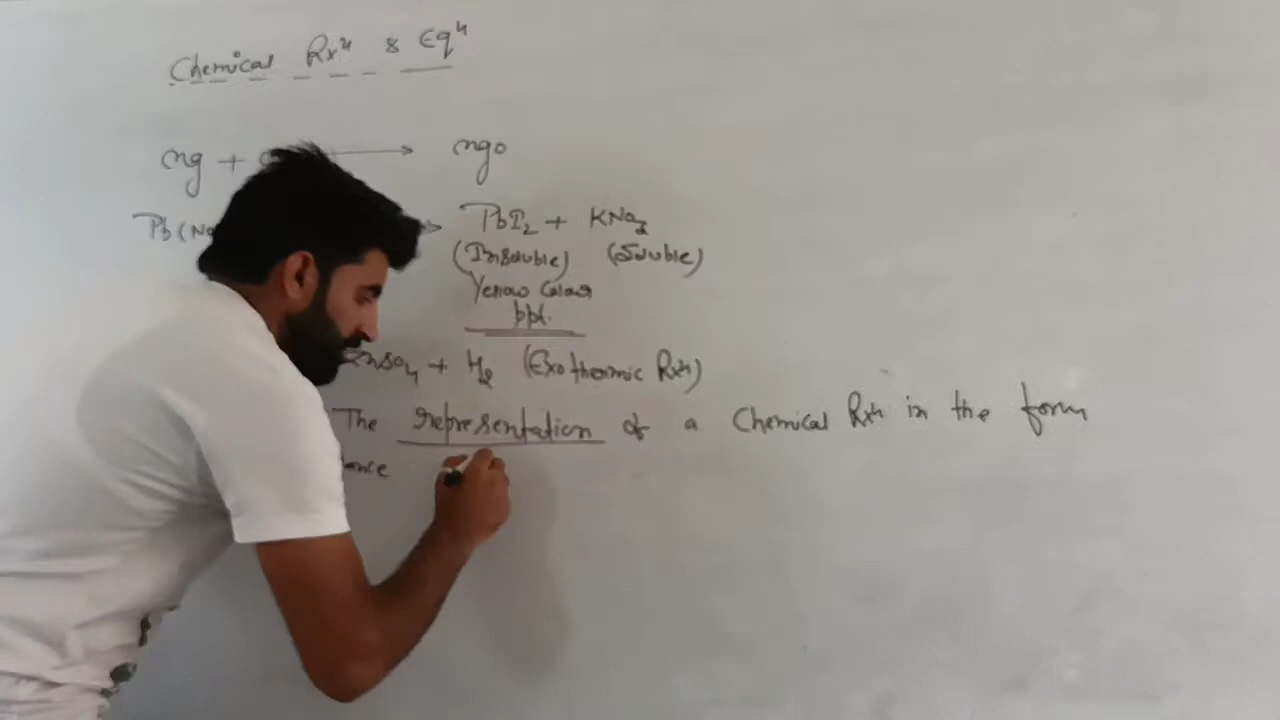 Chemical Rxn & Eqn
Mg + → MgO
Pb(No → PbI2 + KNO3
(Insoluble) (Soluble)
Yellow Colour
ppt.
ZnSO4 + H2 (Exothermic Rxn)
The representation of a Chemical Rxn in the form